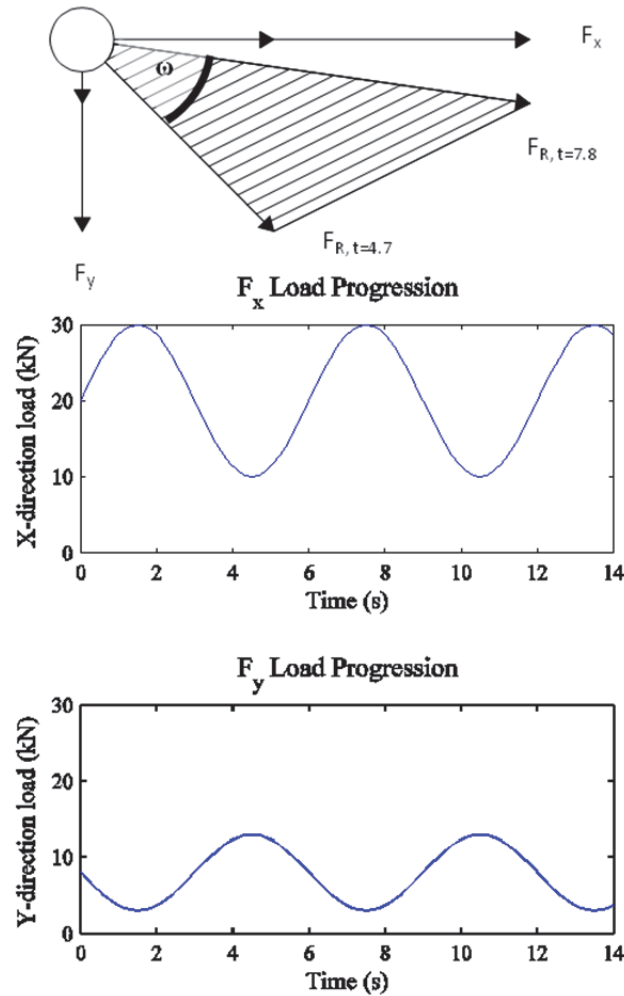 F_x
ω
F_{R, t=7.8}
F_{R, t=4.7}
F_y
F_x Load Progression
X-direction load (kN)
30
20
10
0
0 2 4 6 8 10 12 14
Time (s)
F_y Load Progression
Y-direction load (kN)
30
20
10
0
0 2 4 6 8 10 12 14
Time (s)